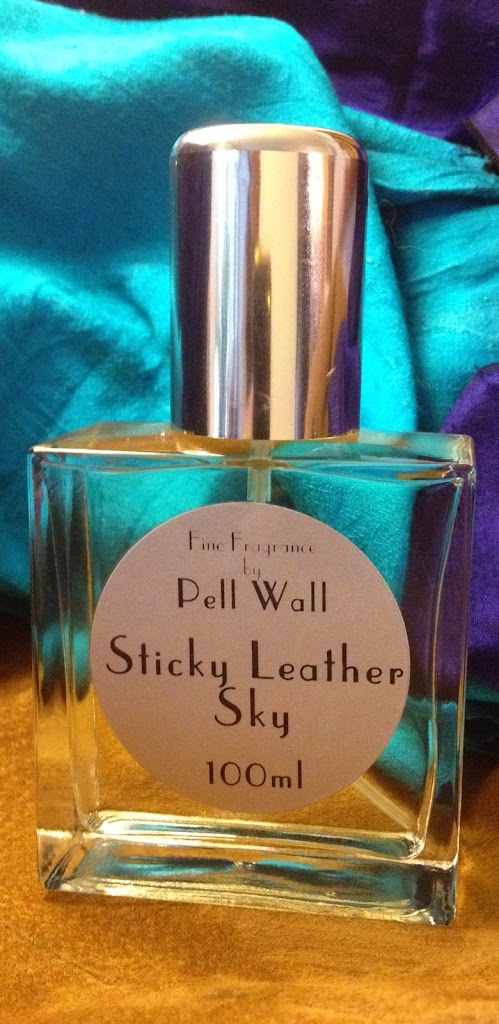 Fine Fragrance
by
Pell Wall
Sticky Leather
Sky
100ml